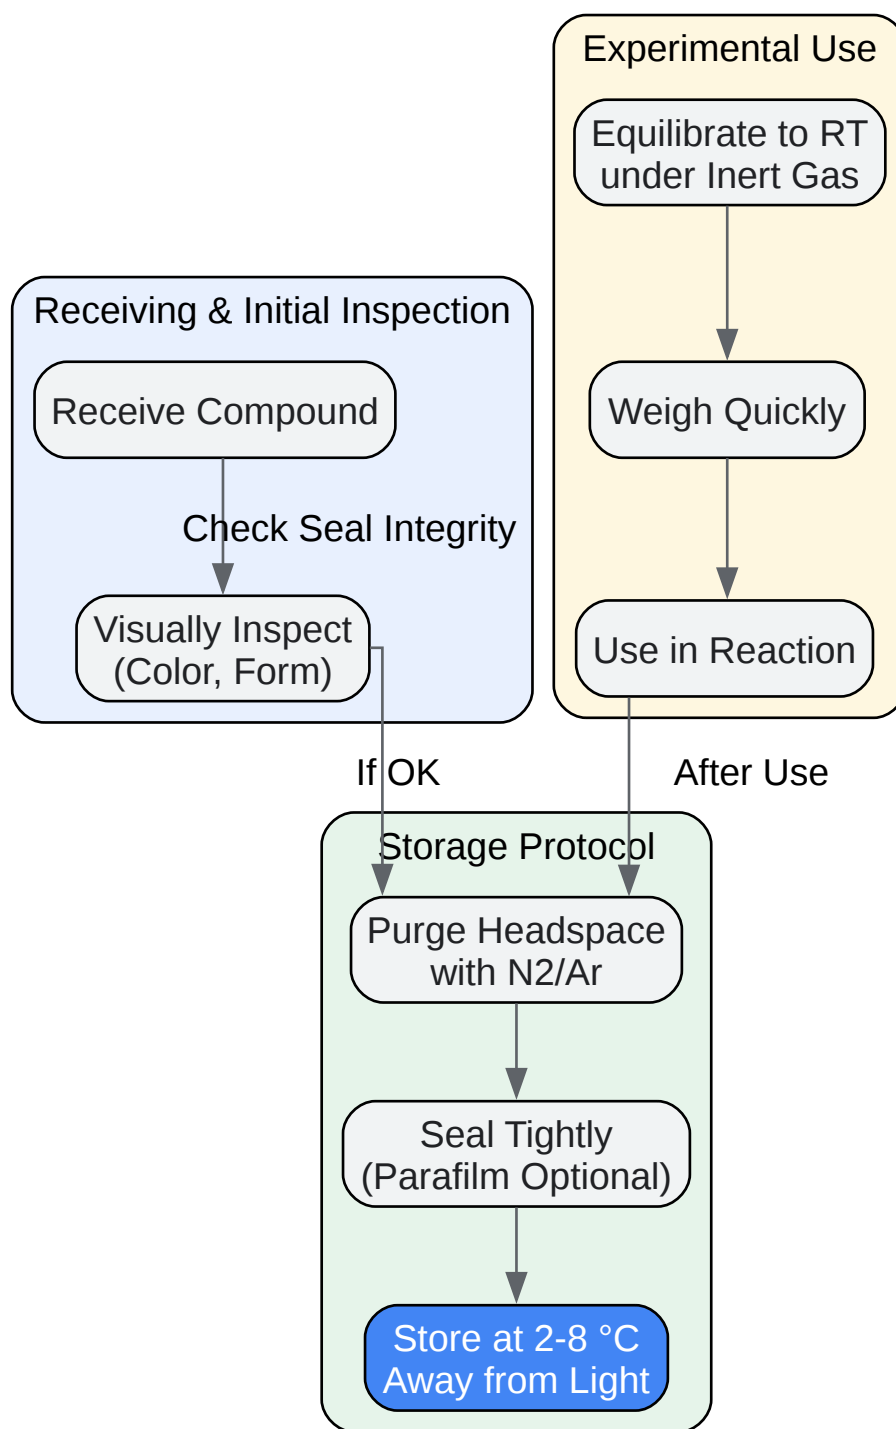 Experimental Use
Equilibrate to RT
under Inert Gas
Receiving & Initial Inspection
Receive Compound
Weigh Quickly
Check Seal Integrity
Visually Inspect
(Color, Form)
Use in Reaction
If OK
After Use
Storage Protocol
Purge Headspace
with N2/Ar
Seal Tightly
(Parafilm Optional)
Store at 2-8 °C
Away from Light